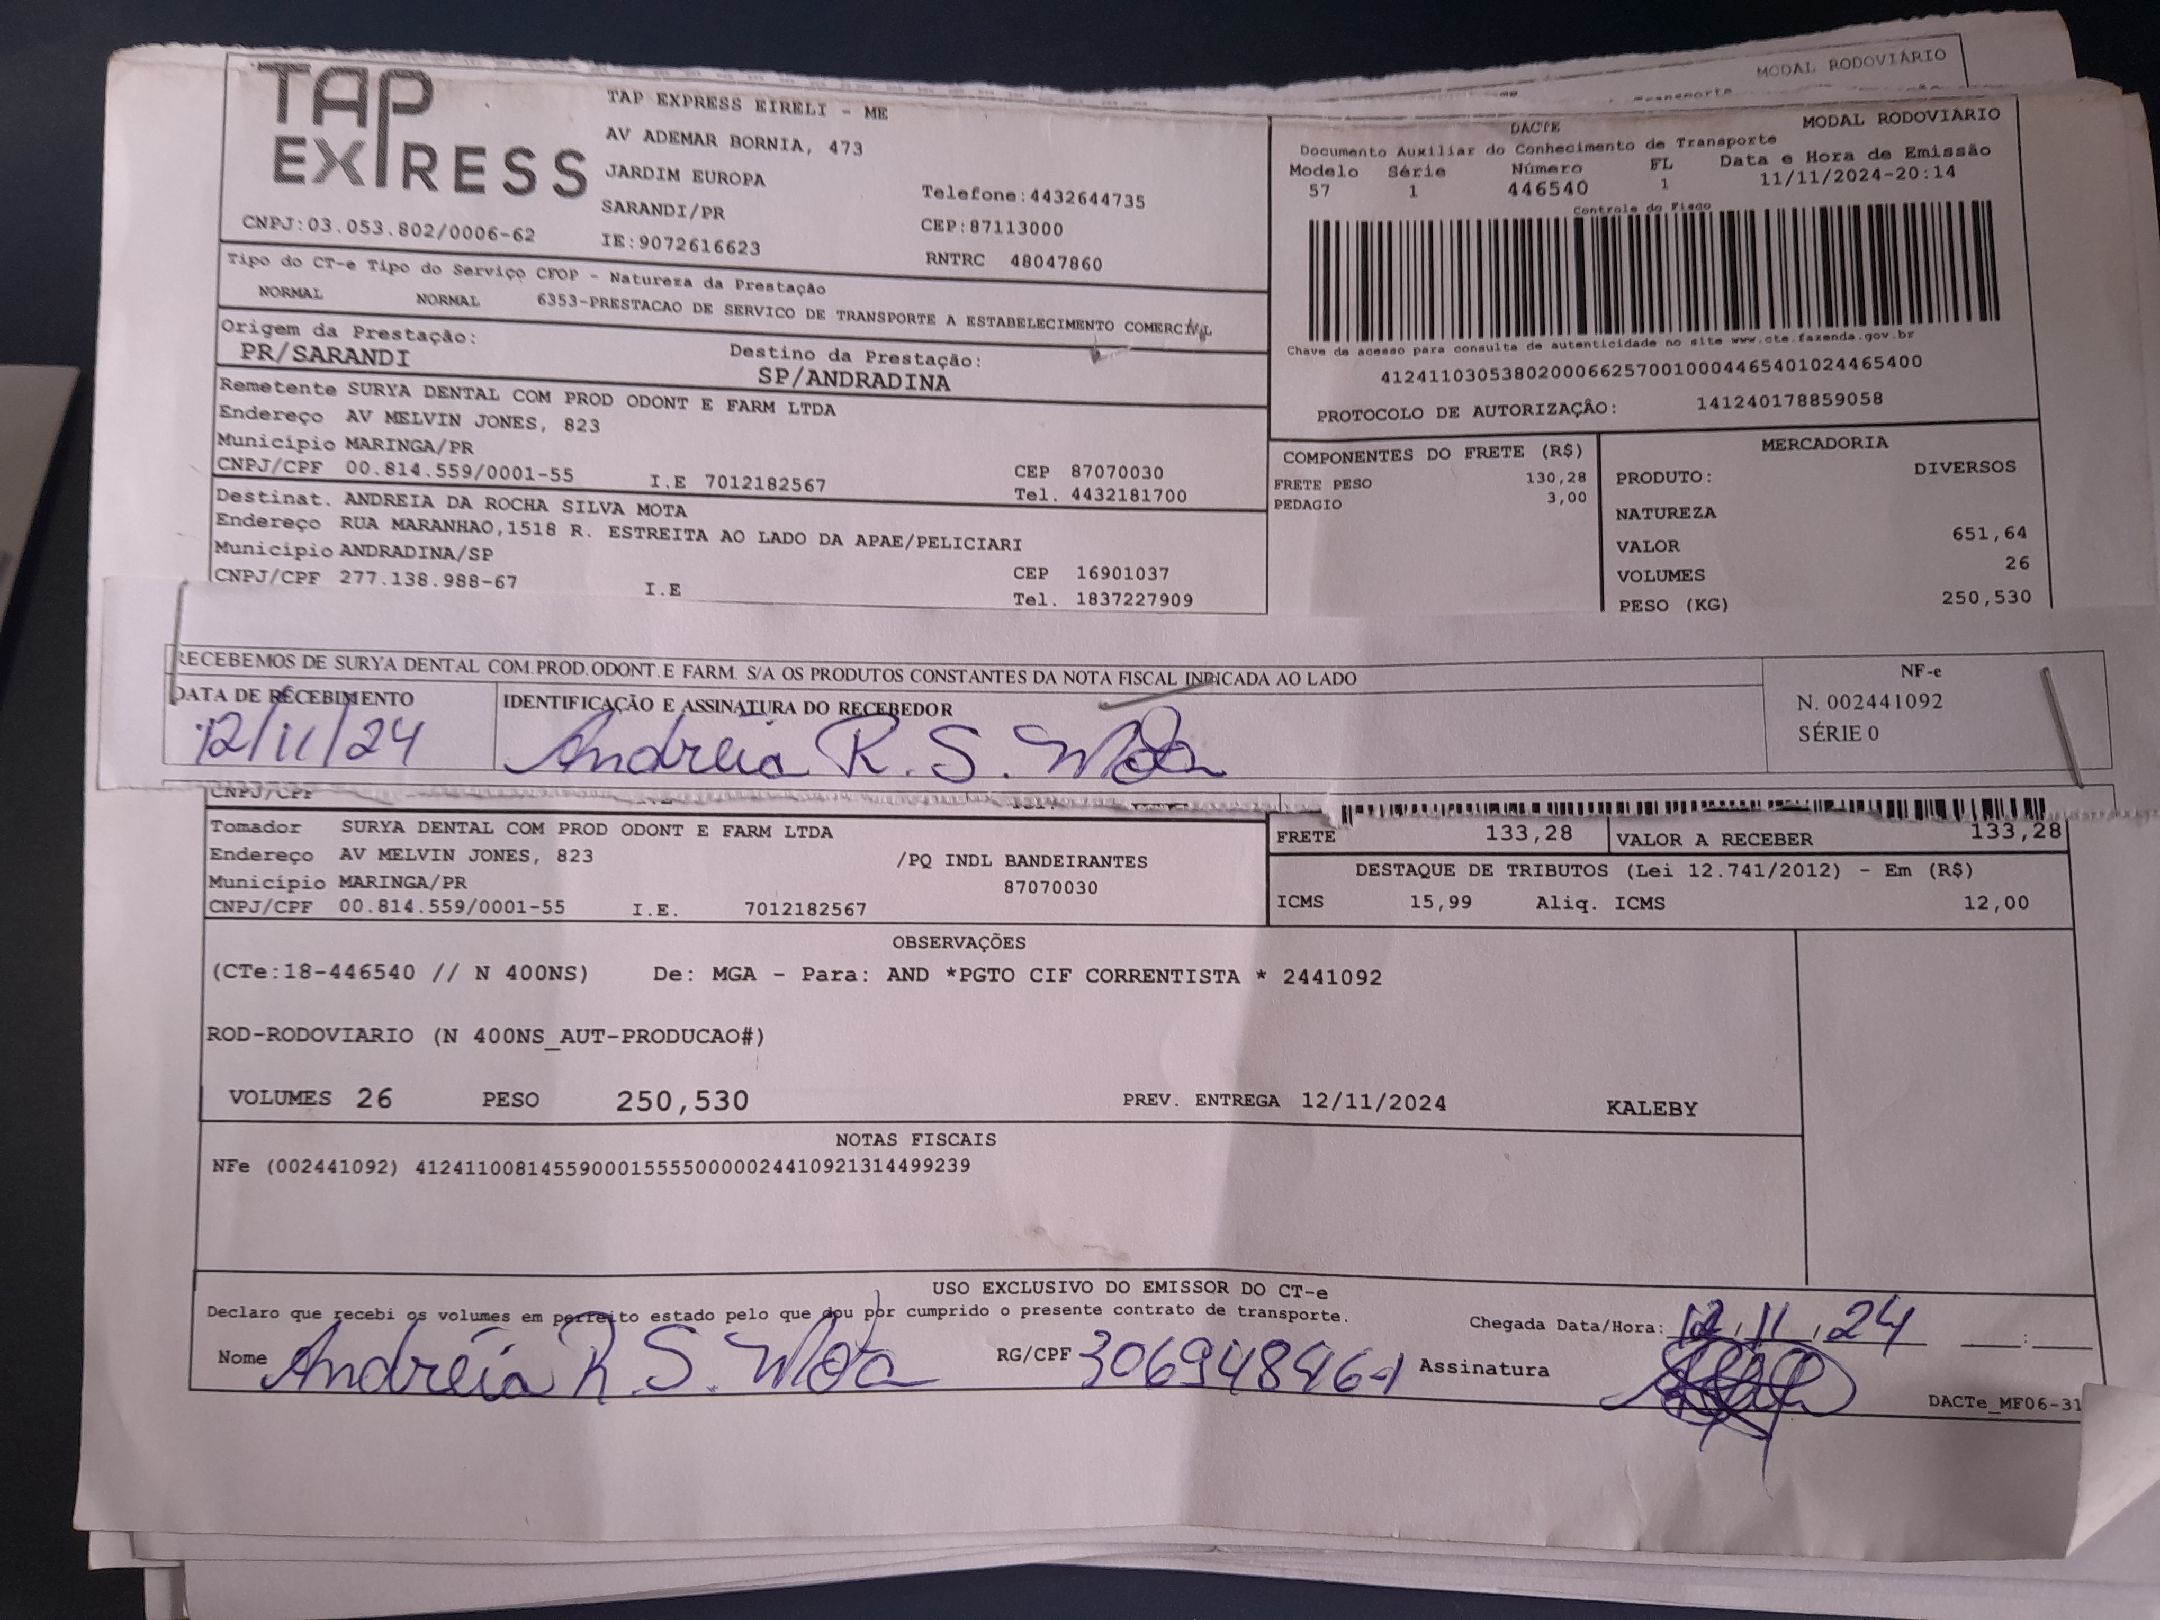 MODAL RODOVIÁRIO
TAP EXPRESS
TAP EXPRESS EIRELI - ME
AV ADEMAR BORNIA, 473
JARDIM EUROPA
SARANDI/PR
Telefone:4432644735
CEP:87113000
CNPJ:03.053.802/0006-62
IE:9072616623
RNTRC 48047860
DACTE
MODAL RODOVIARIO
Documento Auxiliar do Conhecimento de Transporte
Modelo Série Número FL Data e Hora de Emissão
57 1 446540 1 11/11/2024-20:14
Controle do Fisco
Chave de acesso para consulta de autenticidade no site www.cte.fazenda.gov.br
41241103053802000662570010004465401024465400
PROTOCOLO DE AUTORIZAÇÃO: 141240178859058
Tipo do CT-e Tipo do Serviço CFOP - Natureza da Prestação
NORMAL NORMAL 6353-PRESTACAO DE SERVICO DE TRANSPORTE A ESTABELECIMENTO COMERCIAL
Origem da Prestação:
PR/SARANDI
Destino da Prestação:
SP/ANDRADINA
Remetente SURYA DENTAL COM PROD ODONT E FARM LTDA
Endereço AV MELVIN JONES, 823
Município MARINGA/PR
CNPJ/CPF 00.814.559/0001-55 I.E 7012182567
CEP 87070030
Tel. 4432181700
Destinat. ANDREIA DA ROCHA SILVA MOTA
Endereço RUA MARANHAO,1518 R. ESTREITA AO LADO DA APAE/PELICIARI
Município ANDRADINA/SP
CNPJ/CPF 277.138.988-67 I.E
CEP 16901037
Tel. 1837227909
COMPONENTES DO FRETE (R$)
FRETE PESO 130,28
PEDAGIO 3,00
MERCADORIA
PRODUTO: DIVERSOS
NATUREZA
VALOR 651,64
VOLUMES 26
PESO (KG) 250,530
RECEBEMOS DE SURYA DENTAL COM.PROD.ODONT.E FARM. S/A OS PRODUTOS CONSTANTES DA NOTA FISCAL INDICADA AO LADO
DATA DE RECEBIMENTO
12/11/24
IDENTIFICAÇÃO E ASSINATURA DO RECEBEDOR
Andréia R. S. Mota
NF-e
N. 002441092
SÉRIE 0
CNPJ/CPF
Tomador SURYA DENTAL COM PROD ODONT E FARM LTDA
Endereço AV MELVIN JONES, 823 /PQ INDL BANDEIRANTES
Município MARINGA/PR 87070030
CNPJ/CPF 00.814.559/0001-55 I.E. 7012182567
FRETE 133,28 VALOR A RECEBER 133,28
DESTAQUE DE TRIBUTOS (Lei 12.741/2012) - Em (R$)
ICMS 15,99 Aliq. ICMS 12,00
OBSERVAÇÕES
(CTe:18-446540 // N 400NS) De: MGA - Para: AND *PGTO CIF CORRENTISTA * 2441092
ROD-RODOVIARIO (N 400NS_AUT-PRODUCAO#)
VOLUMES 26 PESO 250,530 PREV. ENTREGA 12/11/2024 KALEBY
NOTAS FISCAIS
NFe (002441092) 41241100814559000155550000024410921314499239
USO EXCLUSIVO DO EMISSOR DO CT-e
Declaro que recebi os volumes em perfeito estado pelo que dou por cumprido o presente contrato de transporte.
Chegada Data/Hora: 12,11,24 :
Nome Andréia R. S. Mota RG/CPF 306948464 Assinatura
DACTe_MF06-31